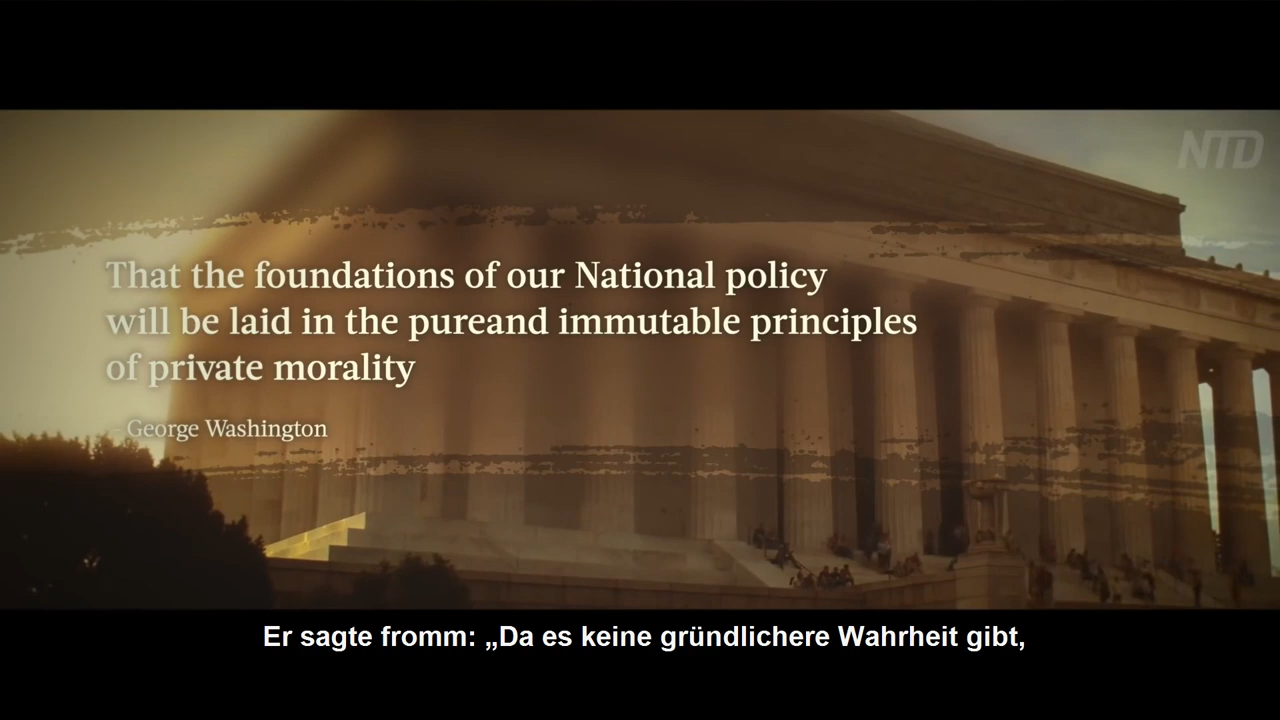 NTD
That the foundations of our National policy
will be laid in the pureand immutable principles
of private morality
– George Washington
Er sagte fromm: „Da es keine gründlichere Wahrheit gibt,